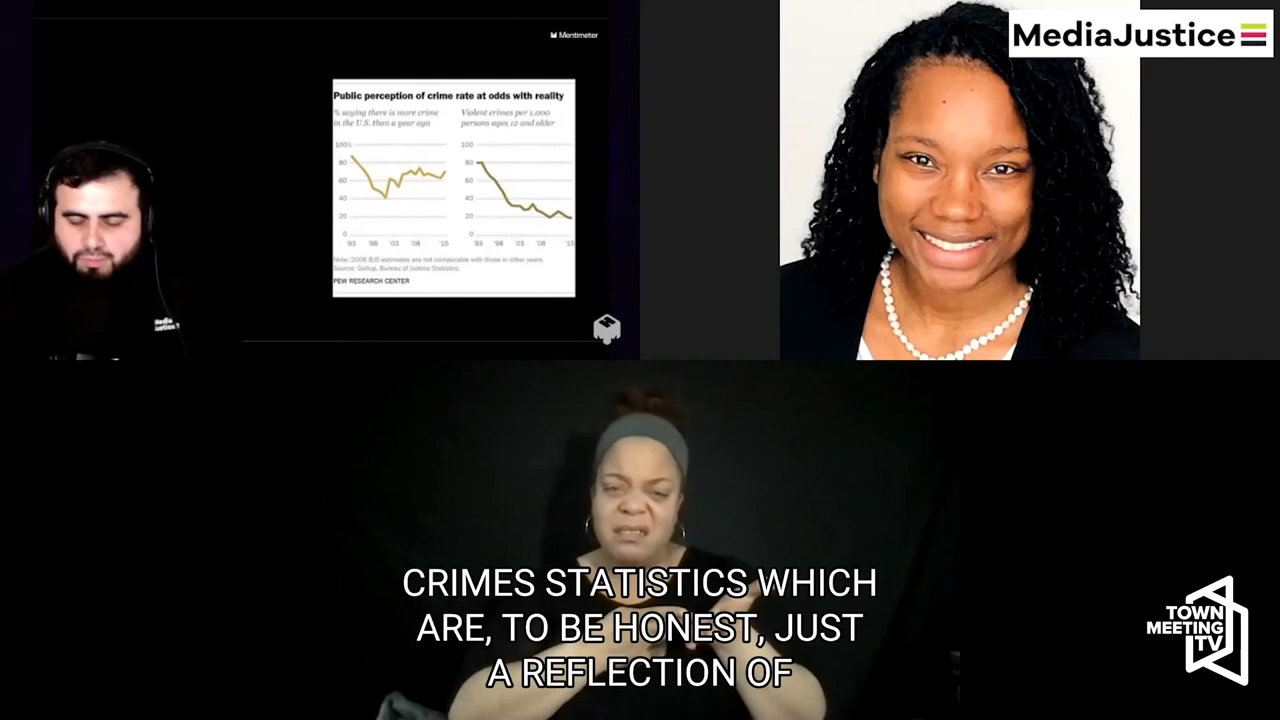 Mentimeter
Public perception of crime rate at odds with reality
% saying there is more crime
in the U.S. than a year ago
Violent crimes per 1,000
persons ages 12 and older
100%
80
60
40
20
0
'93 '98 '03 '08 '15
100
80
60
40
20
0
'93 '98 '03 '08
Note: 2006 BJS estimates are not comparable with those in other years.
Source: Gallup, Bureau of Justice Statistics.
PEW RESEARCH CENTER
Media
Justice
MediaJustice
CRIMES STATISTICS WHICH
ARE, TO BE HONEST, JUST
A REFLECTION OF
TOWN
MEETING
TV